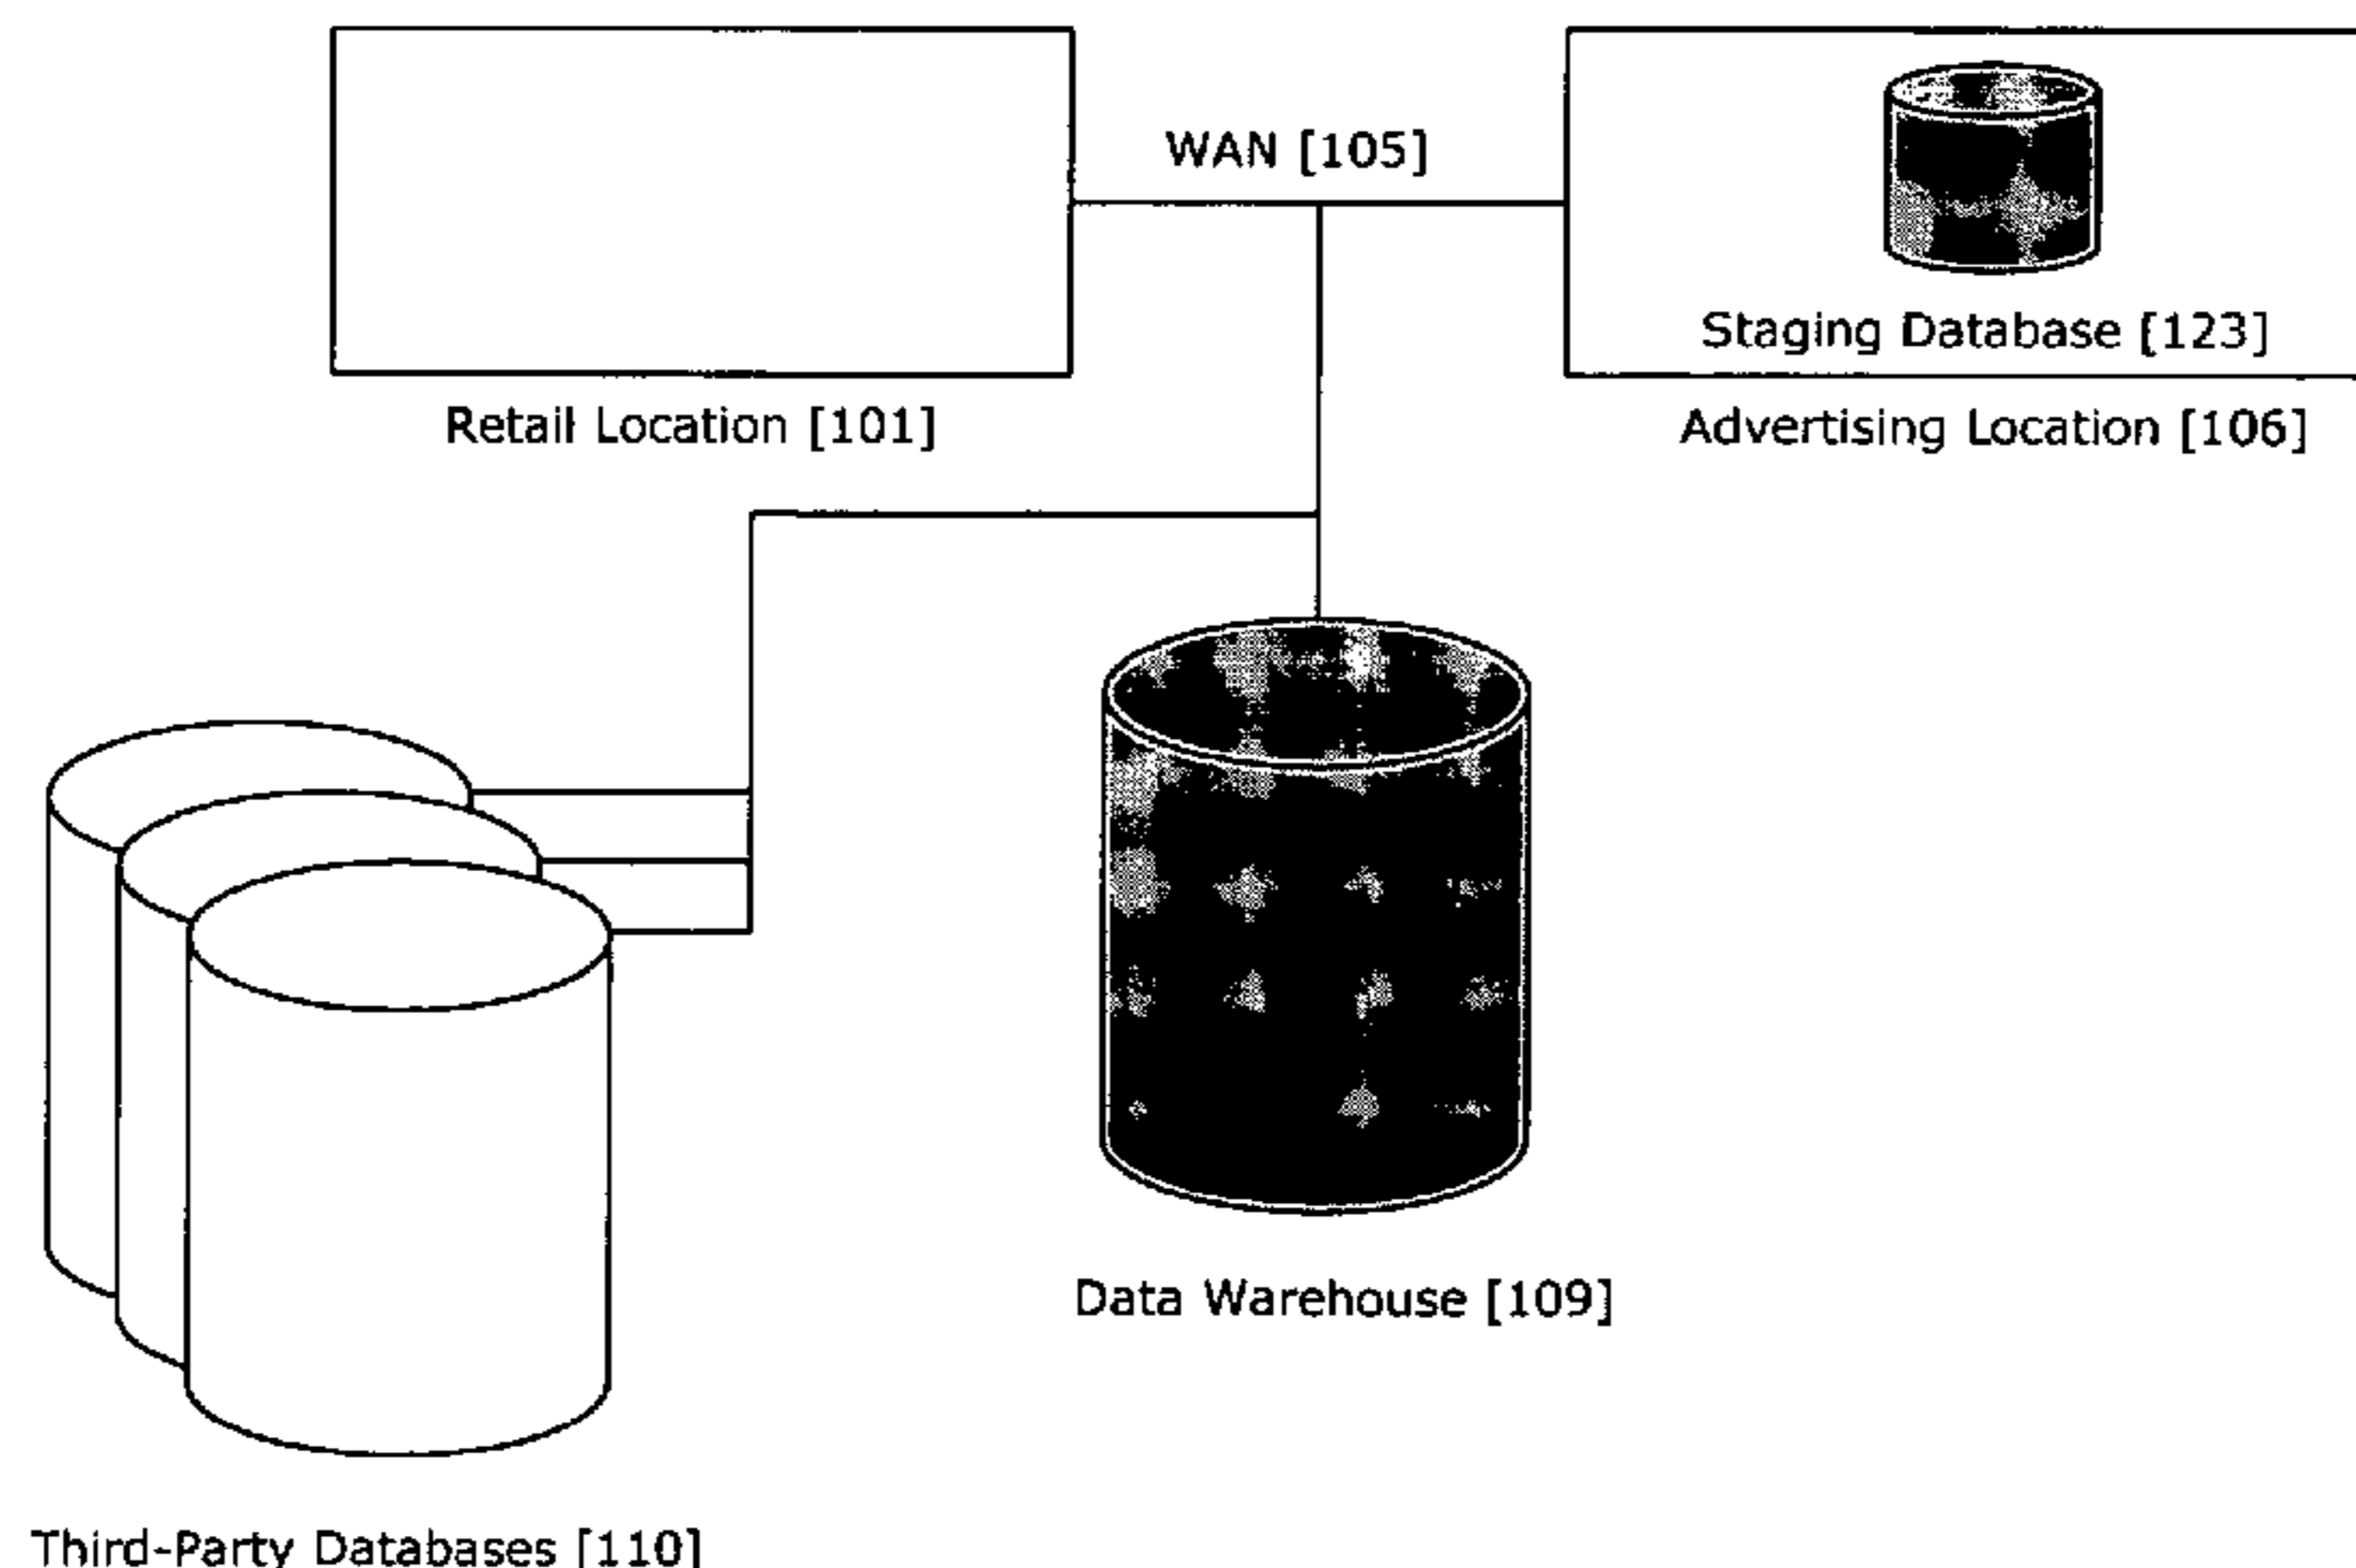 WAN [105]
Staging Database [123]
Retail Location [101]
Advertising Location [106]
Data Warehouse [109]
Third-Party Databases [110]